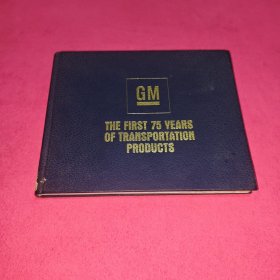 GM
THE FIRST 75 YEARS
OF TRANSPORTATION
PRODUCTS